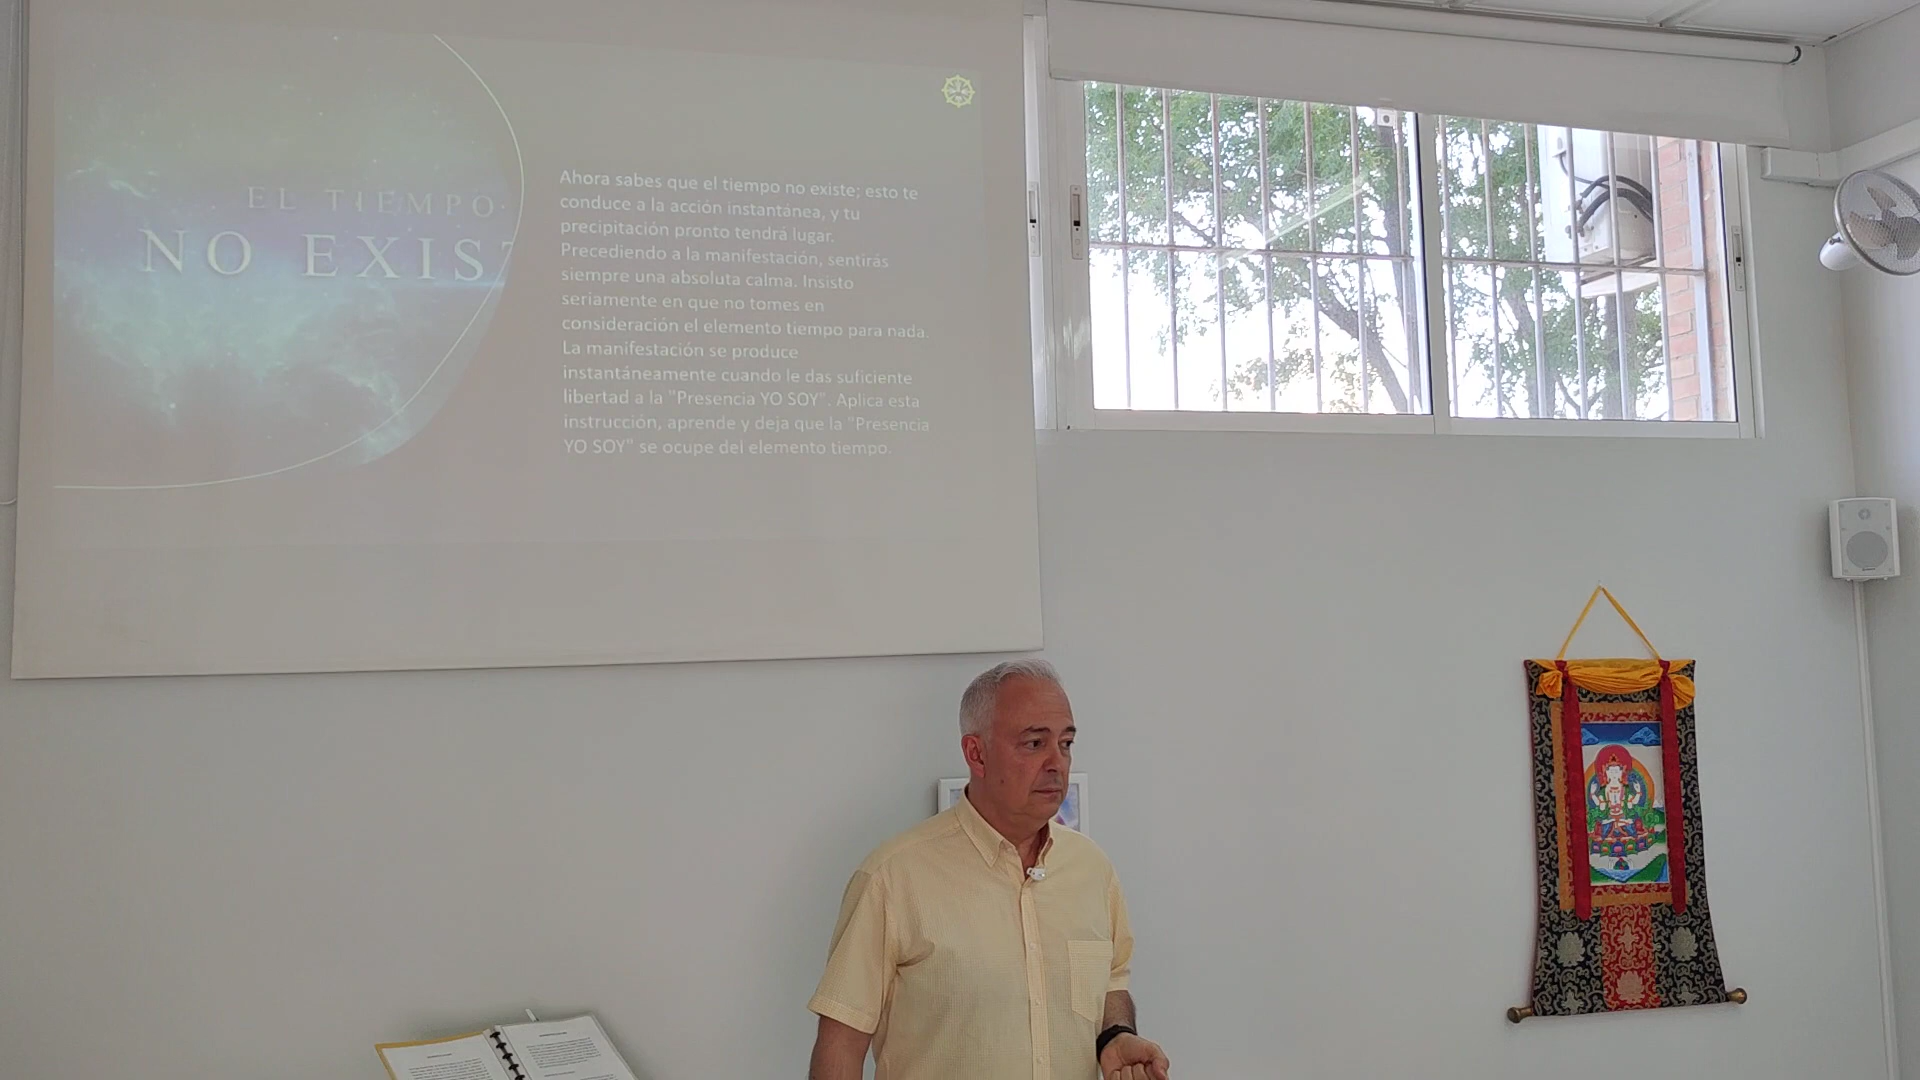 EL TIEMPO
NO EXIST
Ahora sabes que el tiempo no existe; esto te
conduce a la acción instantánea, y tu
precipitación pronto tendrá lugar.
Precediendo a la manifestación, sentirás
siempre una absoluta calma. Insisto
seriamente en que no tomes en
consideración el elemento tiempo para nada.
La manifestación se produce
instantáneamente cuando le das suficiente
libertad a la "Presencia YO SOY". Aplica esta
instrucción, aprende y deja que la "Presencia
YO SOY" se ocupe del elemento tiempo.